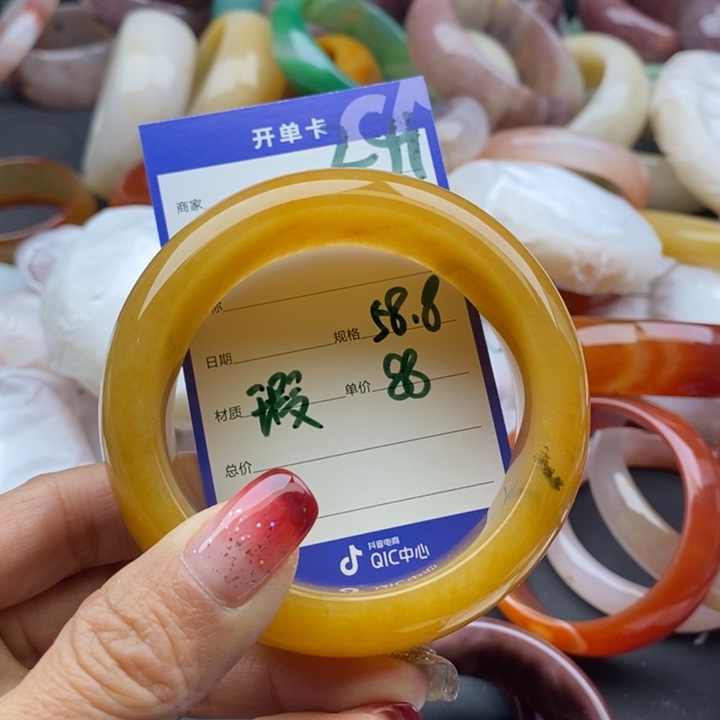 开单卡
商家
称
规格 58.8
日期
材质 瑕 单价 88
总价
抖音电商
QIC中心